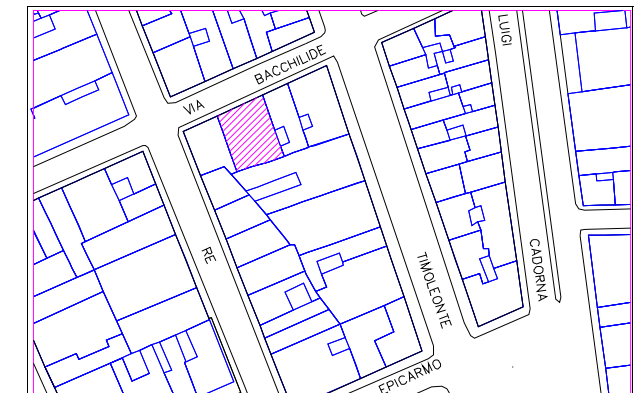 LUIGI
VIA BACCHILIDE
RE
TIMOLEONTE
CADORNA
EPICARMO